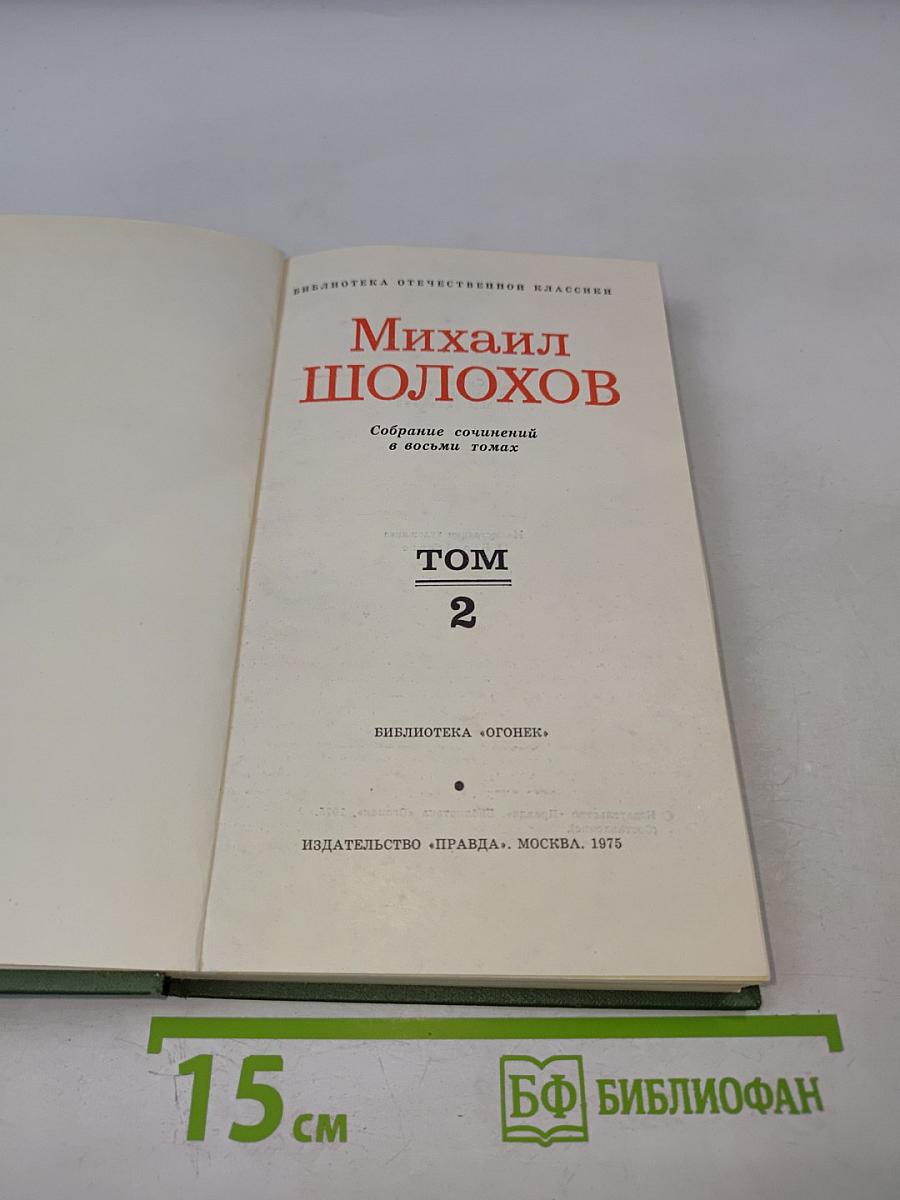 БИБЛИОТЕКА ОТЕЧЕСТВЕННОЙ КЛАССИКИ
Михаил
ШОЛОХОВ
Собрание сочинений
в восьми томах
ТОМ
2
БИБЛИОТЕКА «ОГОНЕК»
ИЗДАТЕЛЬСТВО «ПРАВДА». МОСКВА. 1975
15 см
БФ БИБЛИОФАН